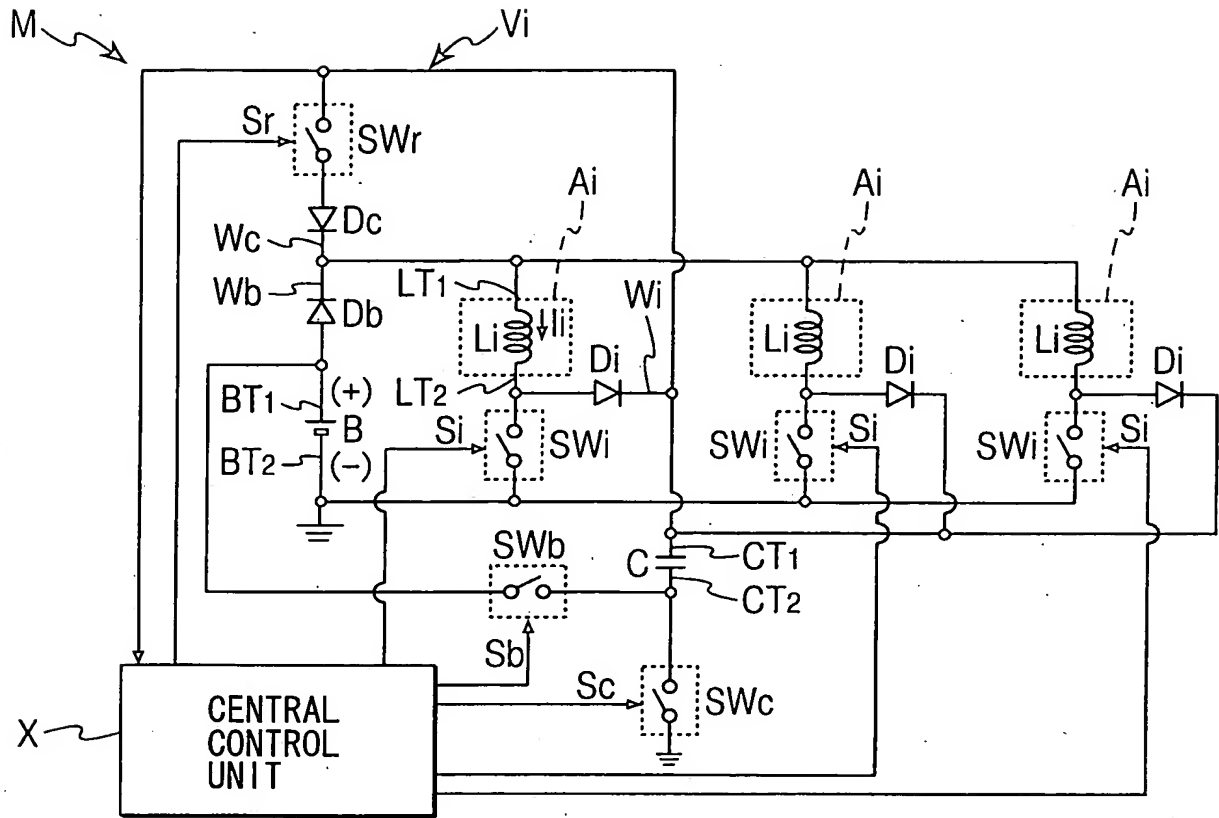 M
Vi
Sr
SWr
Ai
Ai
Ai
Dc
Wc
Wb
LT1
Wi
Db
Li
Ii
Li
Li
Di
Di
Di
BT1
(+)
LT2
B
Si
SWi
SWi
Si
SWi
Si
BT2
(−)
SWb
C
CT1
CT2
Sb
Sc
SWc
X
CENTRAL
CONTROL
UNIT